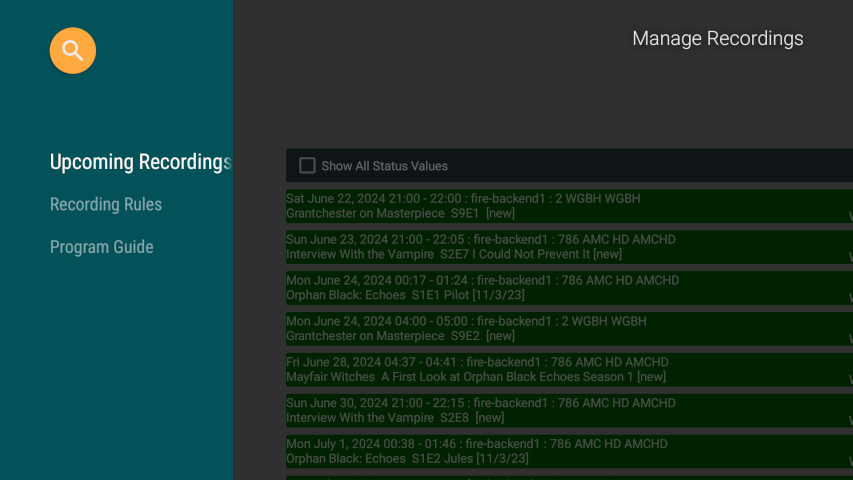 Manage Recordings
Upcoming Recordings
Recording Rules
Program Guide
Show All Status Values
Sat June 22, 2024 21:00 - 22:00 : fire-backend1 : 2 WGBH WGBH
Grantchester on Masterpiece S9E1 [new]
Sun June 23, 2024 21:00 - 22:05 : fire-backend1 : 786 AMC HD AMCHD
Interview With the Vampire S2E7 I Could Not Prevent It [new]
Mon June 24, 2024 00:17 - 01:24 : fire-backend1 : 786 AMC HD AMCHD
Orphan Black: Echoes S1E1 Pilot [11/3/23]
Mon June 24, 2024 04:00 - 05:00 : fire-backend1 : 2 WGBH WGBH
Grantchester on Masterpiece S9E2 [new]
Fri June 28, 2024 04:37 - 04:41 : fire-backend1 : 786 AMC HD AMCHD
Mayfair Witches A First Look at Orphan Black Echoes Season 1 [new]
Sun June 30, 2024 21:00 - 22:15 : fire-backend1 : 786 AMC HD AMCHD
Interview With the Vampire S2E8 [new]
Mon July 1, 2024 00:38 - 01:46 : fire-backend1 : 786 AMC HD AMCHD
Orphan Black: Echoes S1E2 Jules [11/3/23]